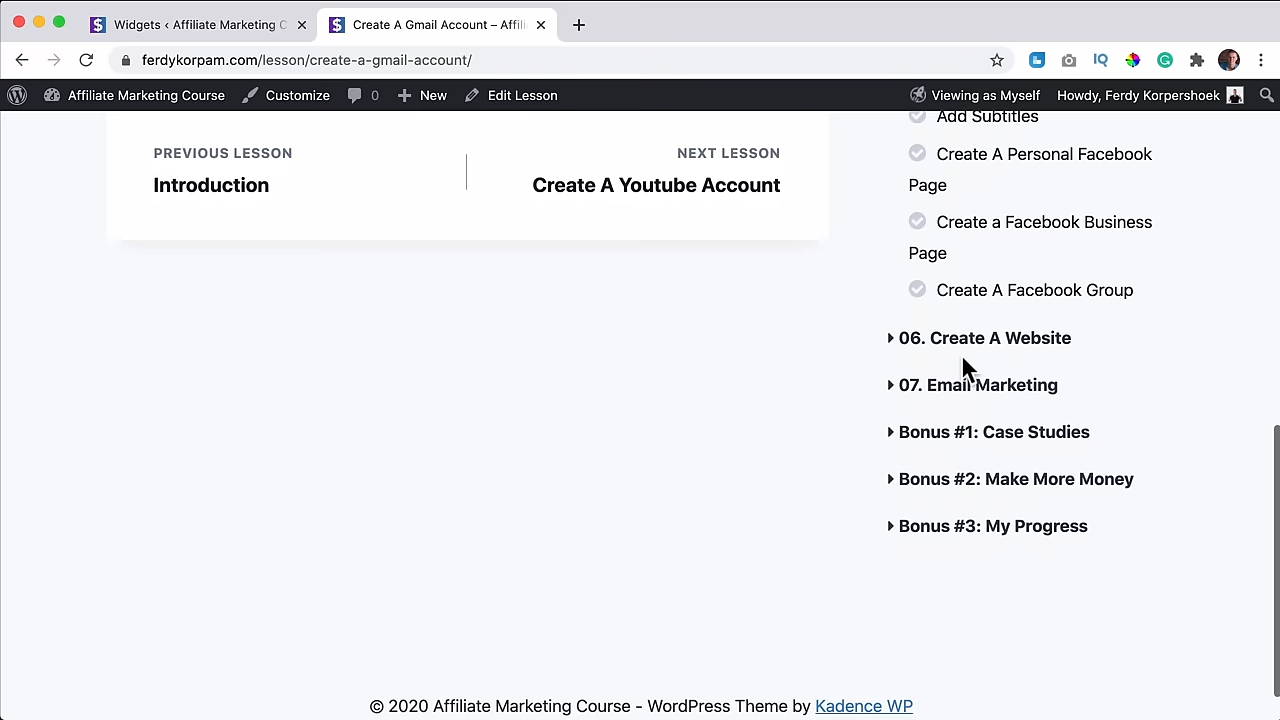 Widgets ‹ Affiliate Marketing C
Create A Gmail Account – Affili
ferdykorpam.com/lesson/create-a-gmail-account/
IQ
Affiliate Marketing Course
Customize
0
New
Edit Lesson
Viewing as Myself
Howdy, Ferdy Korpershoek
PREVIOUS LESSON
Introduction
NEXT LESSON
Create A Youtube Account
Add Subtitles
Create A Personal Facebook
Page
Create a Facebook Business
Page
Create A Facebook Group
06. Create A Website
07. Email Marketing
Bonus #1: Case Studies
Bonus #2: Make More Money
Bonus #3: My Progress
© 2020 Affiliate Marketing Course - WordPress Theme by Kadence WP